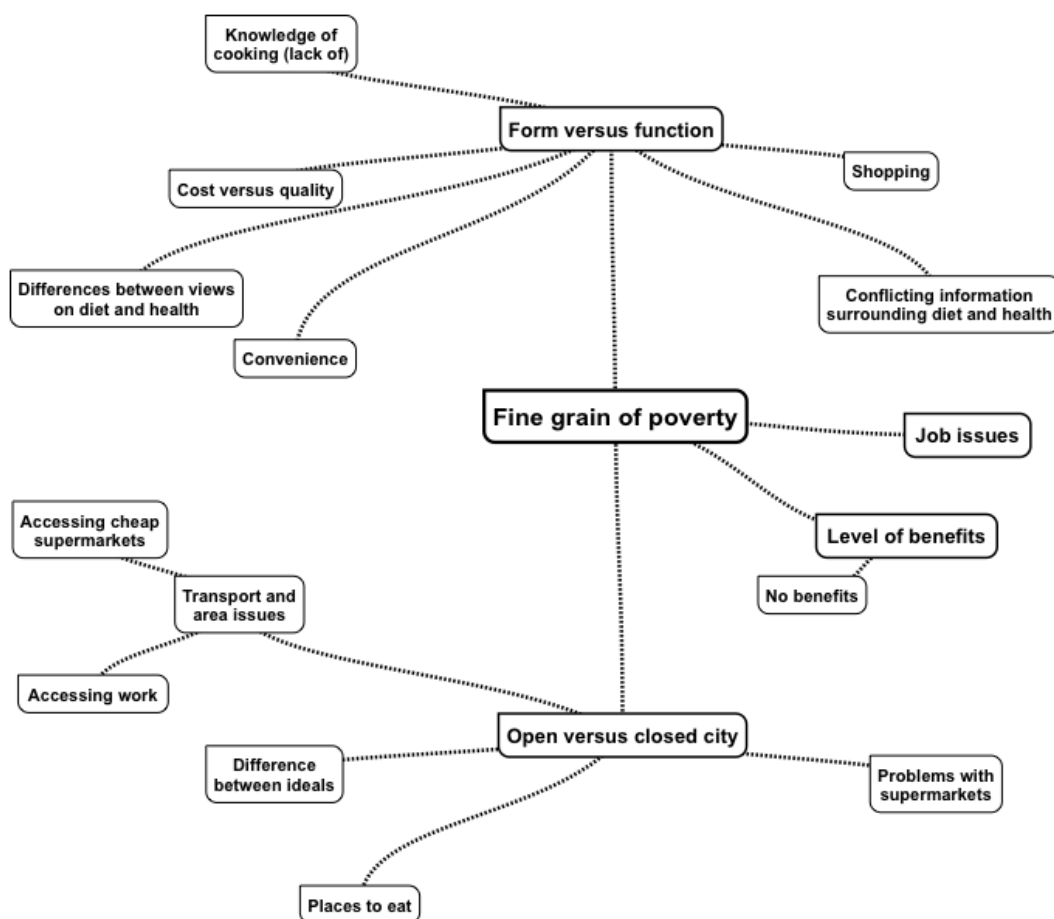 Knowledge of
cooking (lack of)
Form versus function
Shopping
Cost versus quality
Differences between views
on diet and health
Conflicting information
surrounding diet and health
Convenience
Fine grain of poverty
Job issues
Accessing cheap
supermarkets
Level of benefits
Transport and
area issues
No benefits
Accessing work
Open versus closed city
Difference
between ideals
Problems with
supermarkets
Places to eat